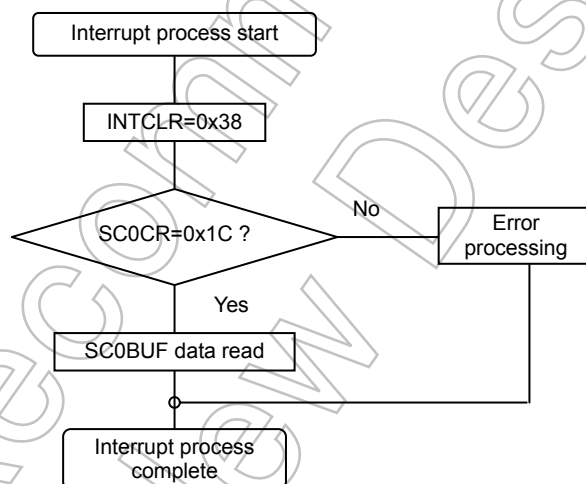 Interrupt process start
INTCLR=0x38
SC0CR=0x1C ?
No
Error
processing
Yes
SC0BUF data read
Interrupt process
complete